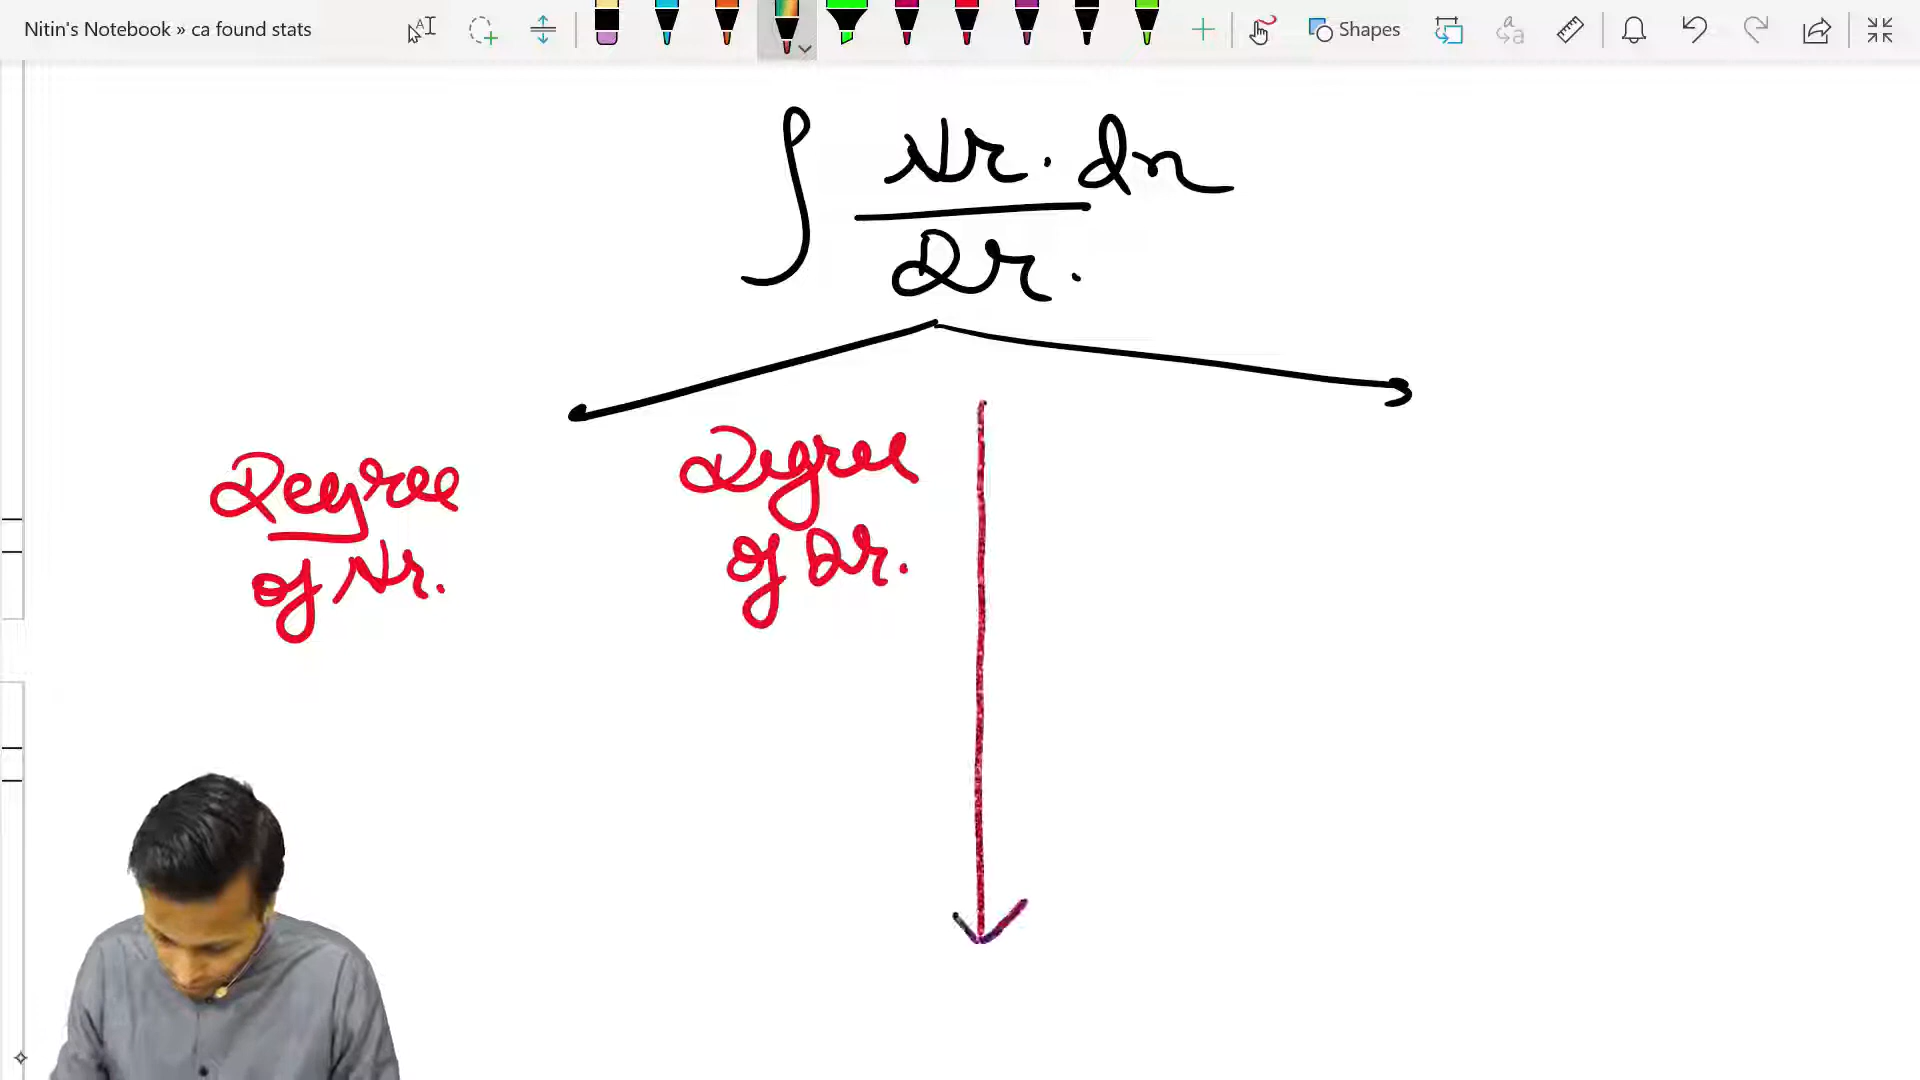 Nitin's Notebook » ca found stats
Shapes
∫ Nr. dx
Dr.
Degree
of Nr.
Degree
of Dr.